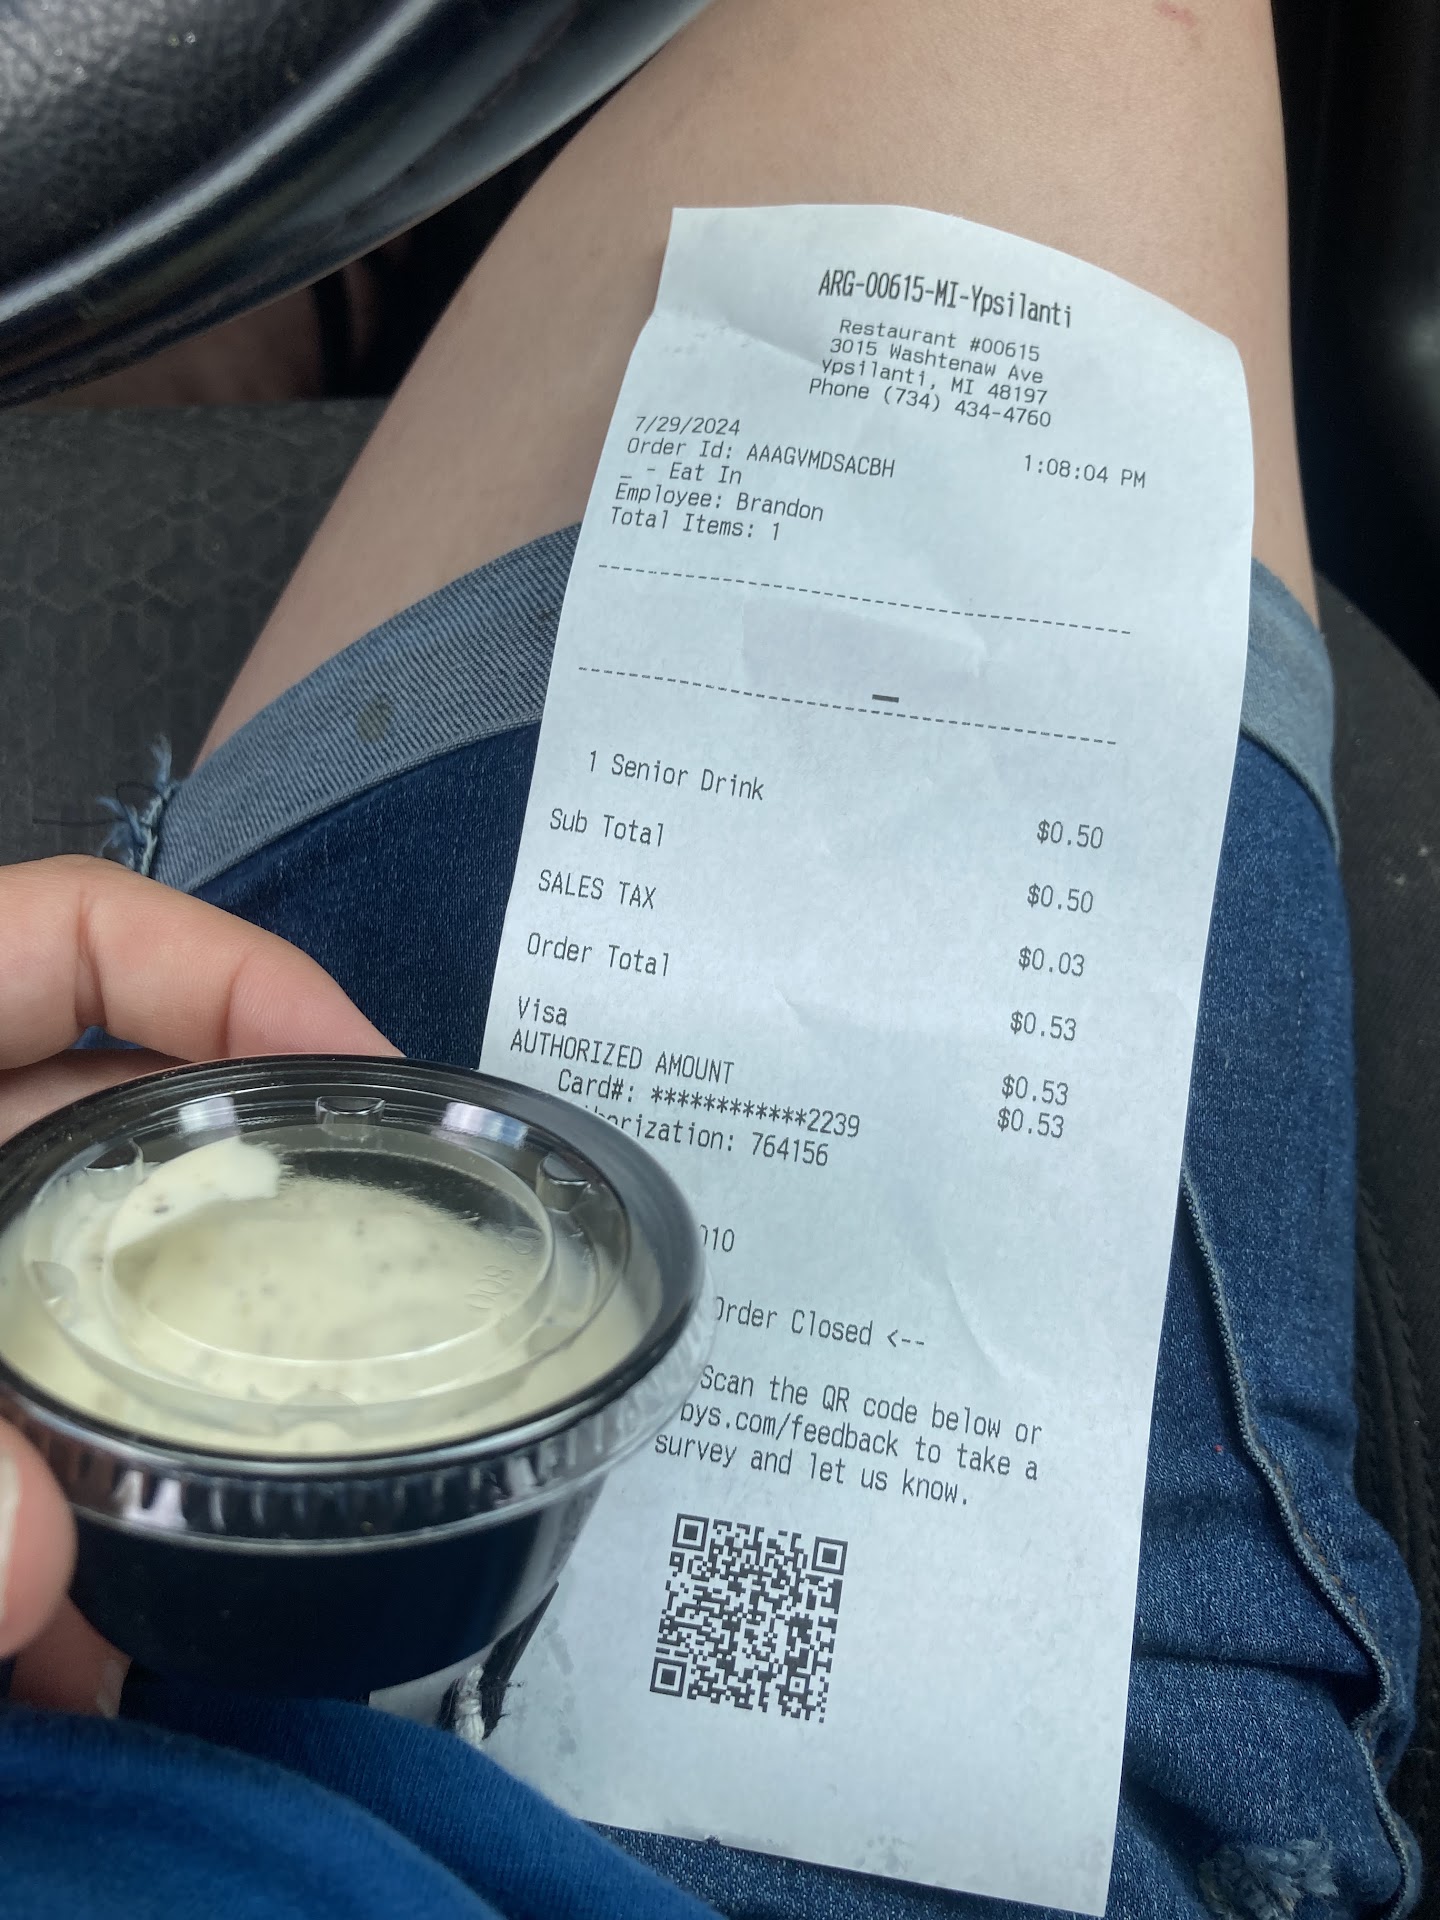 ARG-00615-MI-Ypsilanti
Restaurant #00615
3015 Washtenaw Ave
Ypsilanti, MI 48197
Phone (734) 434-4760
7/29/2024 1:08:04 PM
Order Id: AAAGVMDSACBH
_ - Eat In
Employee: Brandon
Total Items: 1
1 Senior Drink $0.50
Sub Total $0.50
SALES TAX $0.03
Order Total $0.53
Visa $0.53
AUTHORIZED AMOUNT $0.53
Card#: ************2239
horization: 764156
010
Order Closed <--
Scan the QR code below or
bys.com/feedback to take a
survey and let us know.